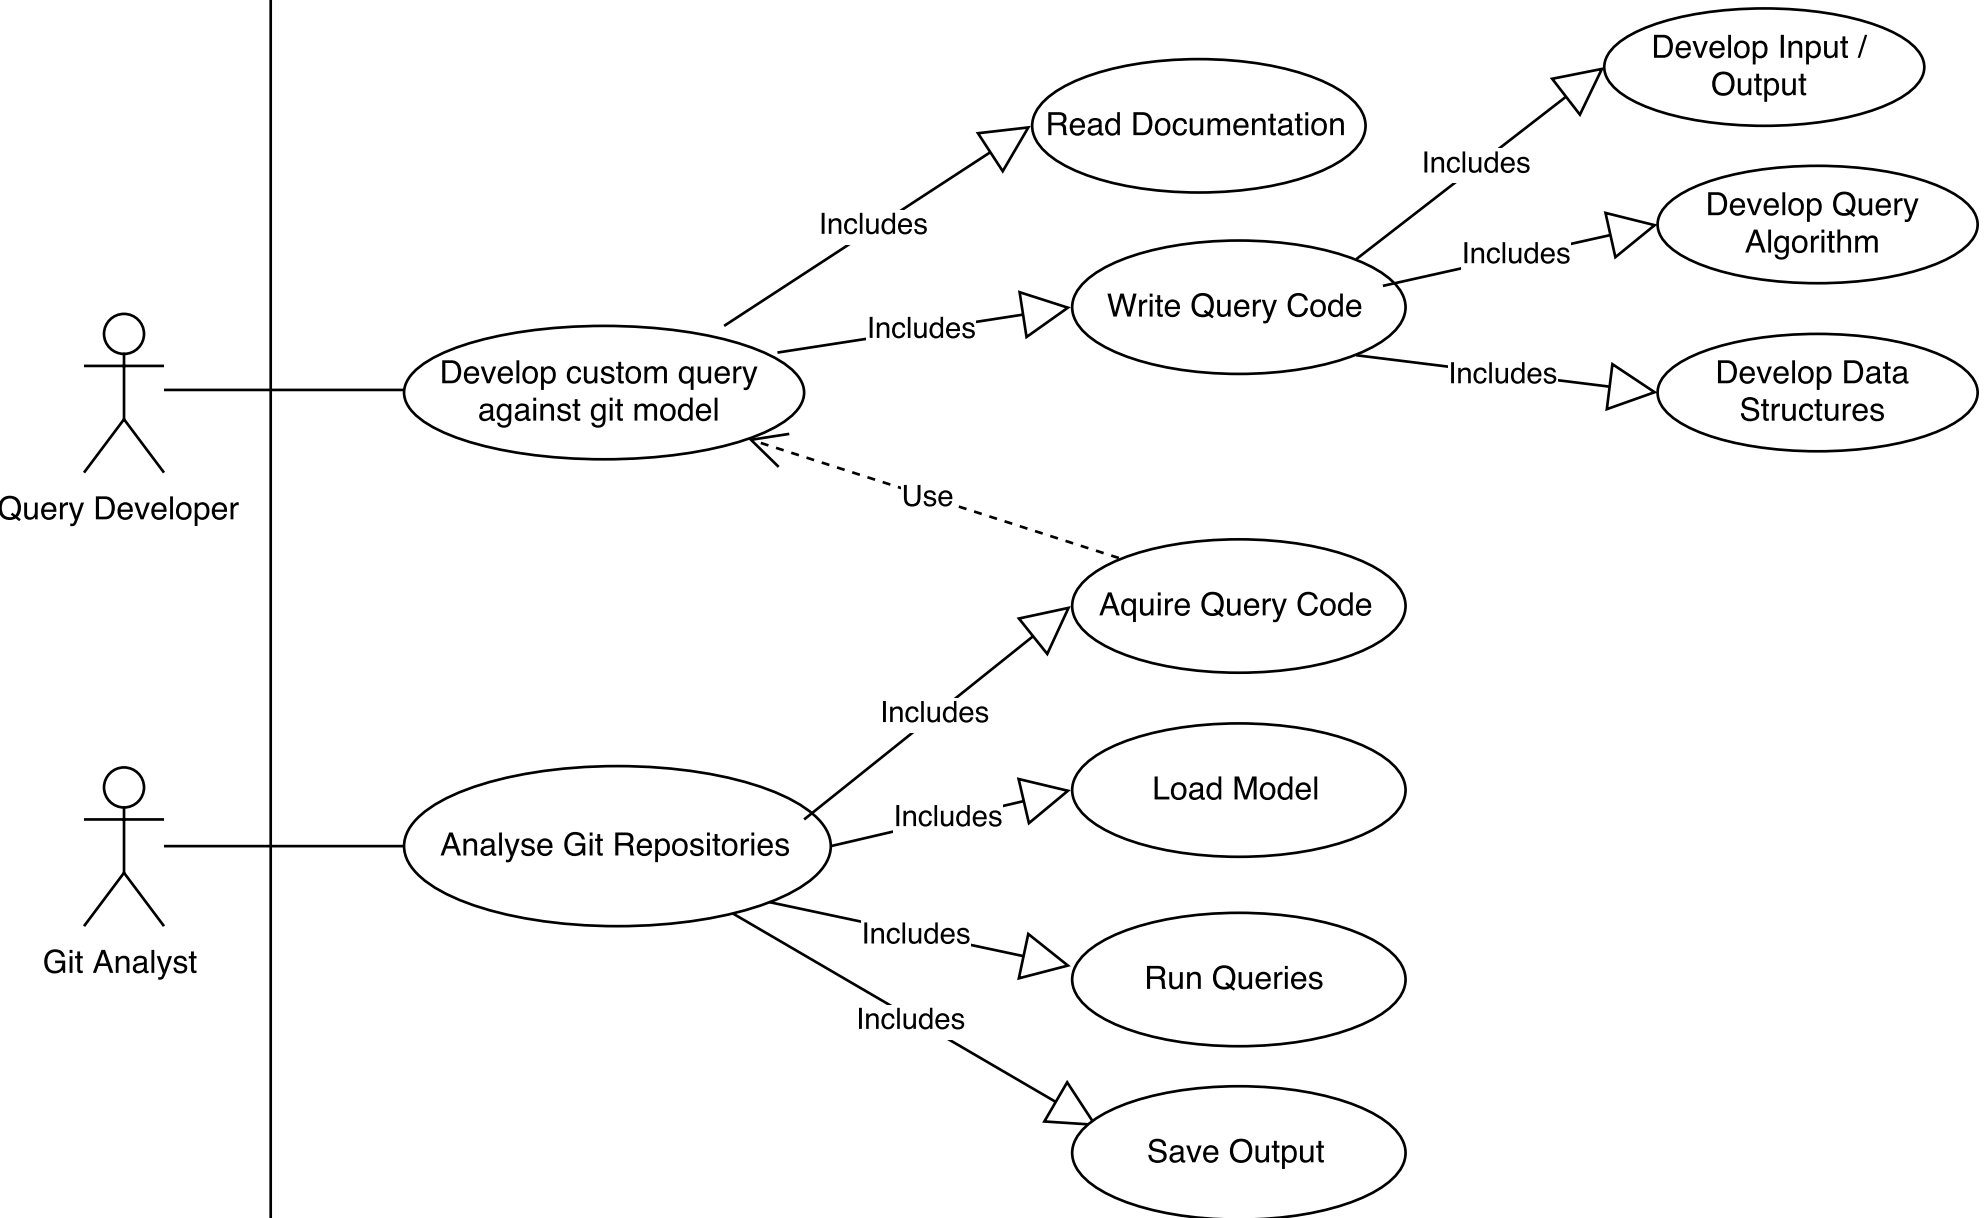 Develop Input /
Output
Read Documentation
Includes
Develop Query
Algorithm
Includes
Includes
Write Query Code
Includes
Develop custom query
against git model
Includes
Develop Data
Structures
Query Developer
Use
Aquire Query Code
Includes
Load Model
Includes
Analyse Git Repositories
Includes
Git Analyst
Run Queries
Includes
Save Output